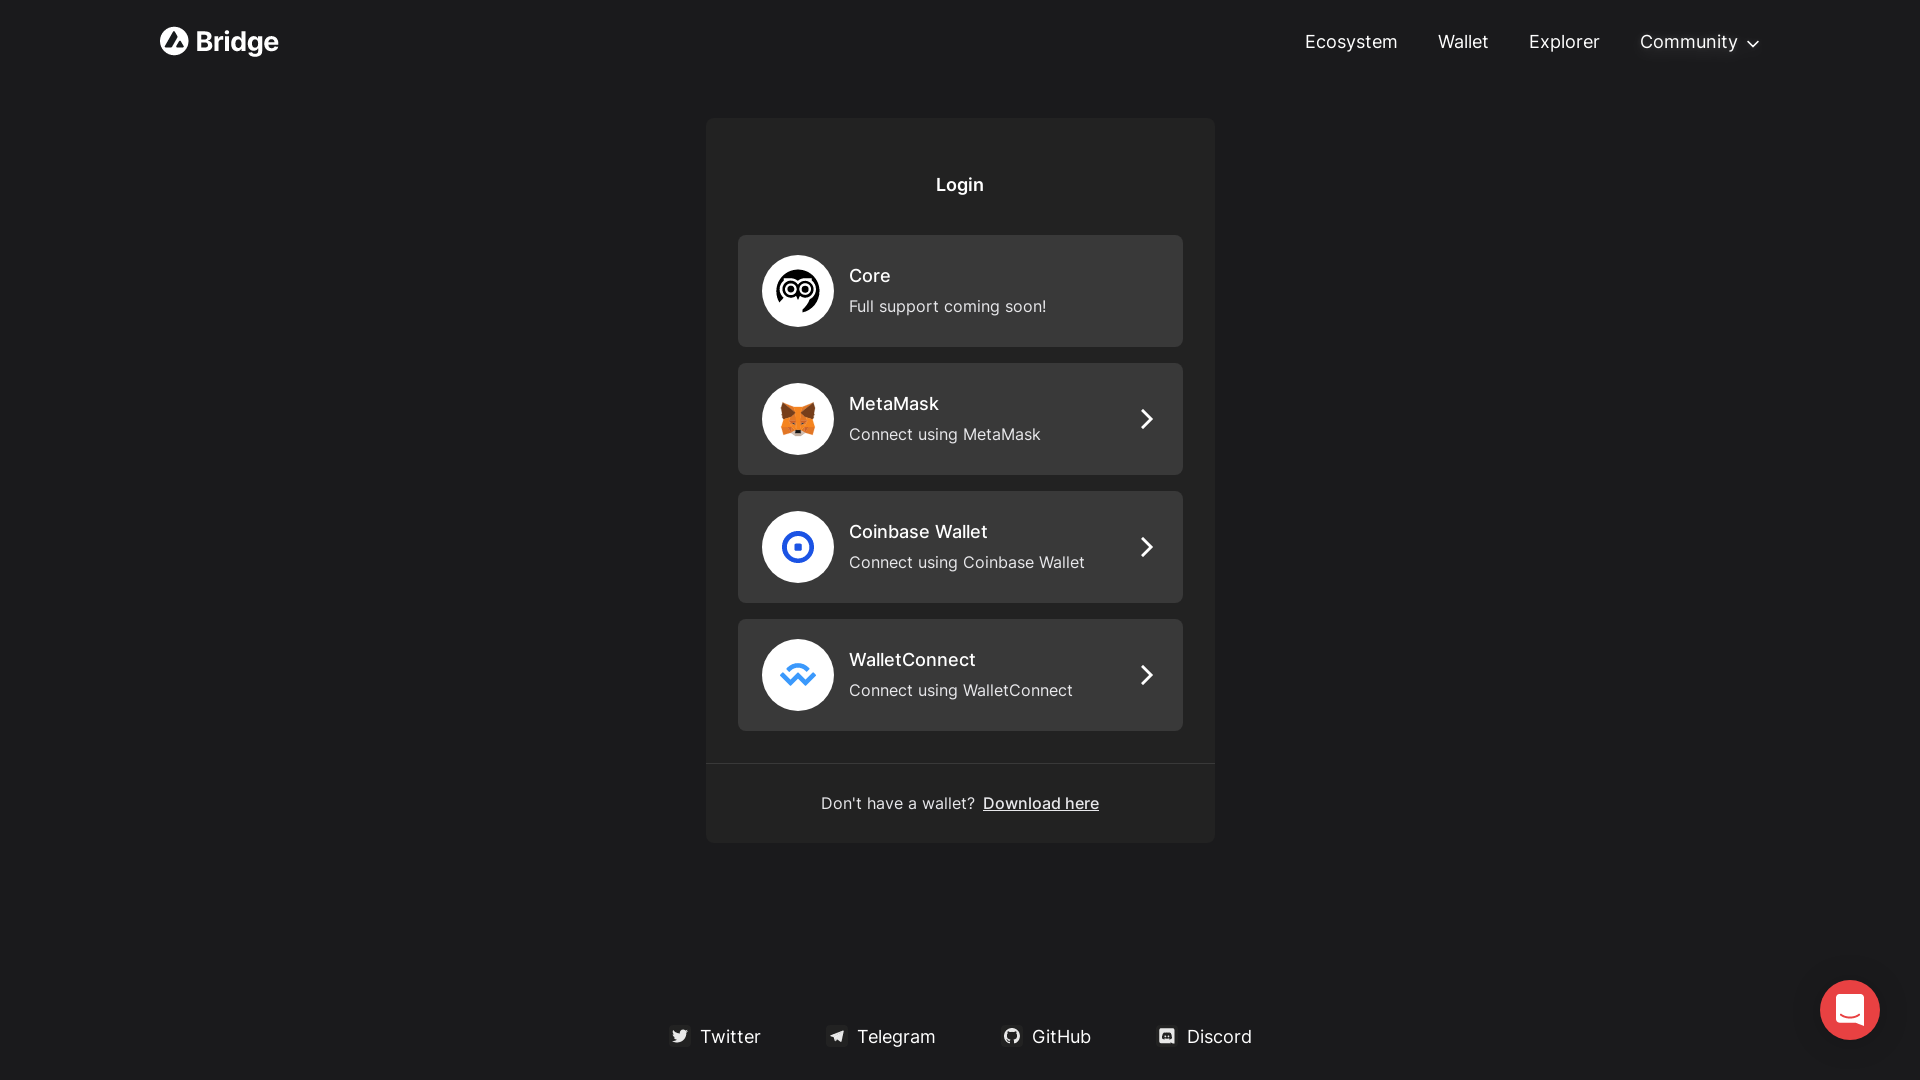 Bridge
Ecosystem
Wallet
Explorer
Community
Login
Core
Full support coming soon!
MetaMask
Connect using MetaMask
Coinbase Wallet
Connect using Coinbase Wallet
WalletConnect
Connect using WalletConnect
Don't have a wallet? Download here
Twitter
Telegram
GitHub
Discord